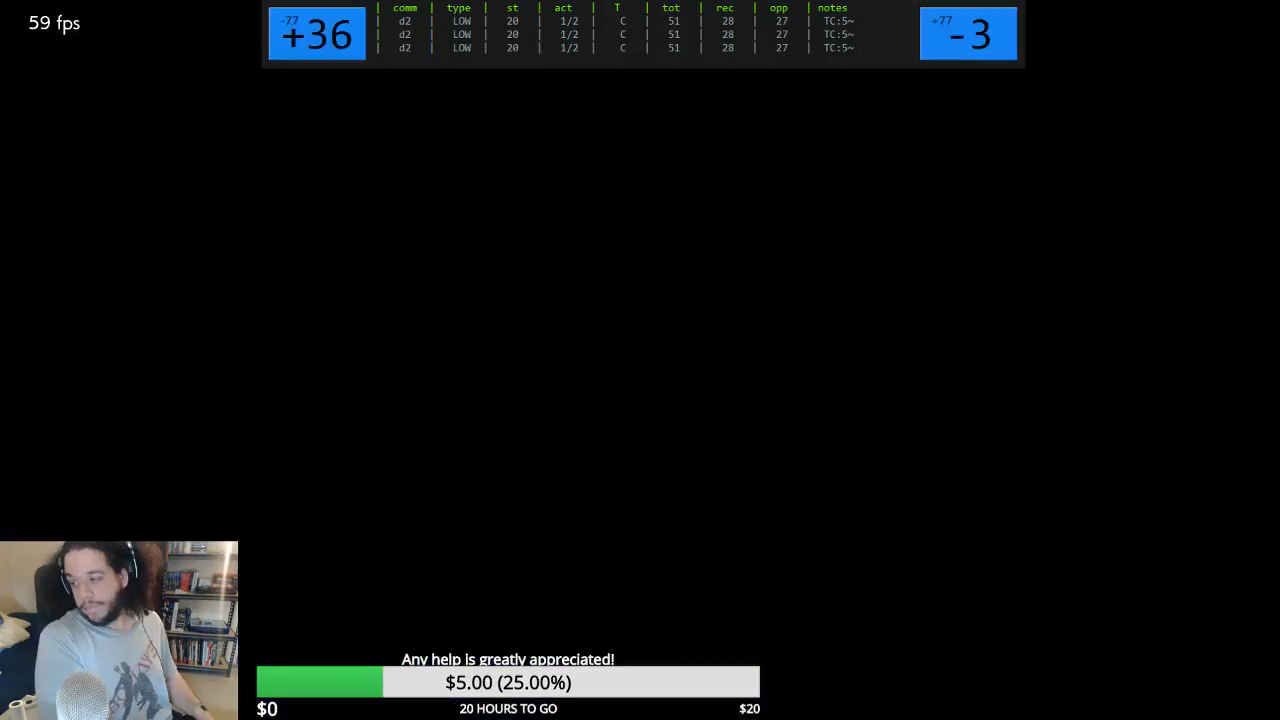 59 fps
-77
+36
| comm | type | st | act | T | tot | rec | opp | notes
| d2 | LOW | 20 | 1/2 | C | 51 | 28 | 27 | TC:5~
| d2 | LOW | 20 | 1/2 | C | 51 | 28 | 27 | TC:5~
| d2 | LOW | 20 | 1/2 | C | 51 | 28 | 27 | TC:5~
+77
-3
Any help is greatly appreciated!
$5.00 (25.00%)
$0 20 HOURS TO GO $20